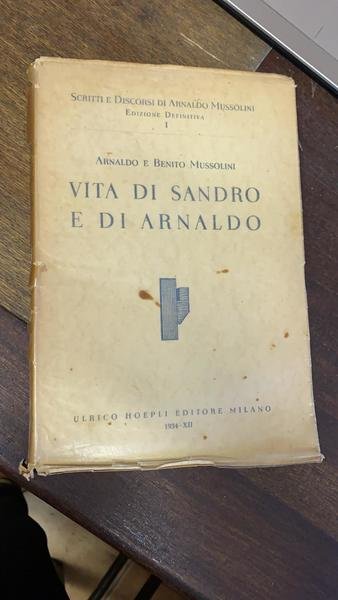 SCRITTI E DISCORSI DI ARNALDO MUSSOLINI
EDIZIONE DEFINITIVA
I
ARNALDO E BENITO MUSSOLINI
VITA DI SANDRO
E DI ARNALDO
ULRICO HOEPLI EDITORE MILANO
1934-XII